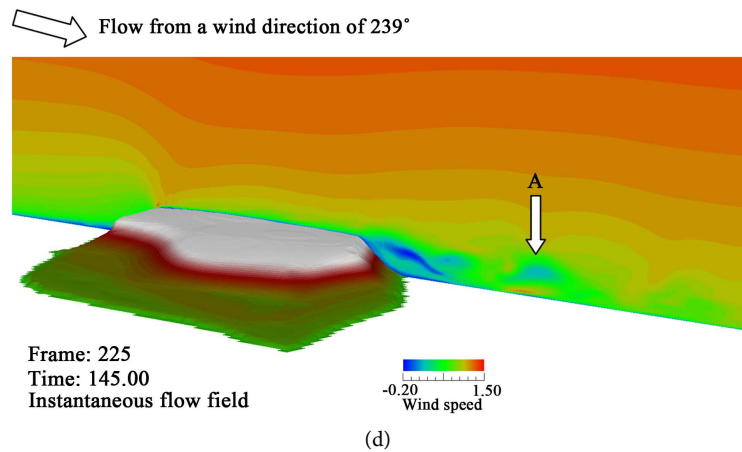 Flow from a wind direction of 239˚
A
Frame: 225
Time: 145.00
Instantaneous flow field
-0.20 1.50
Wind speed
(d)